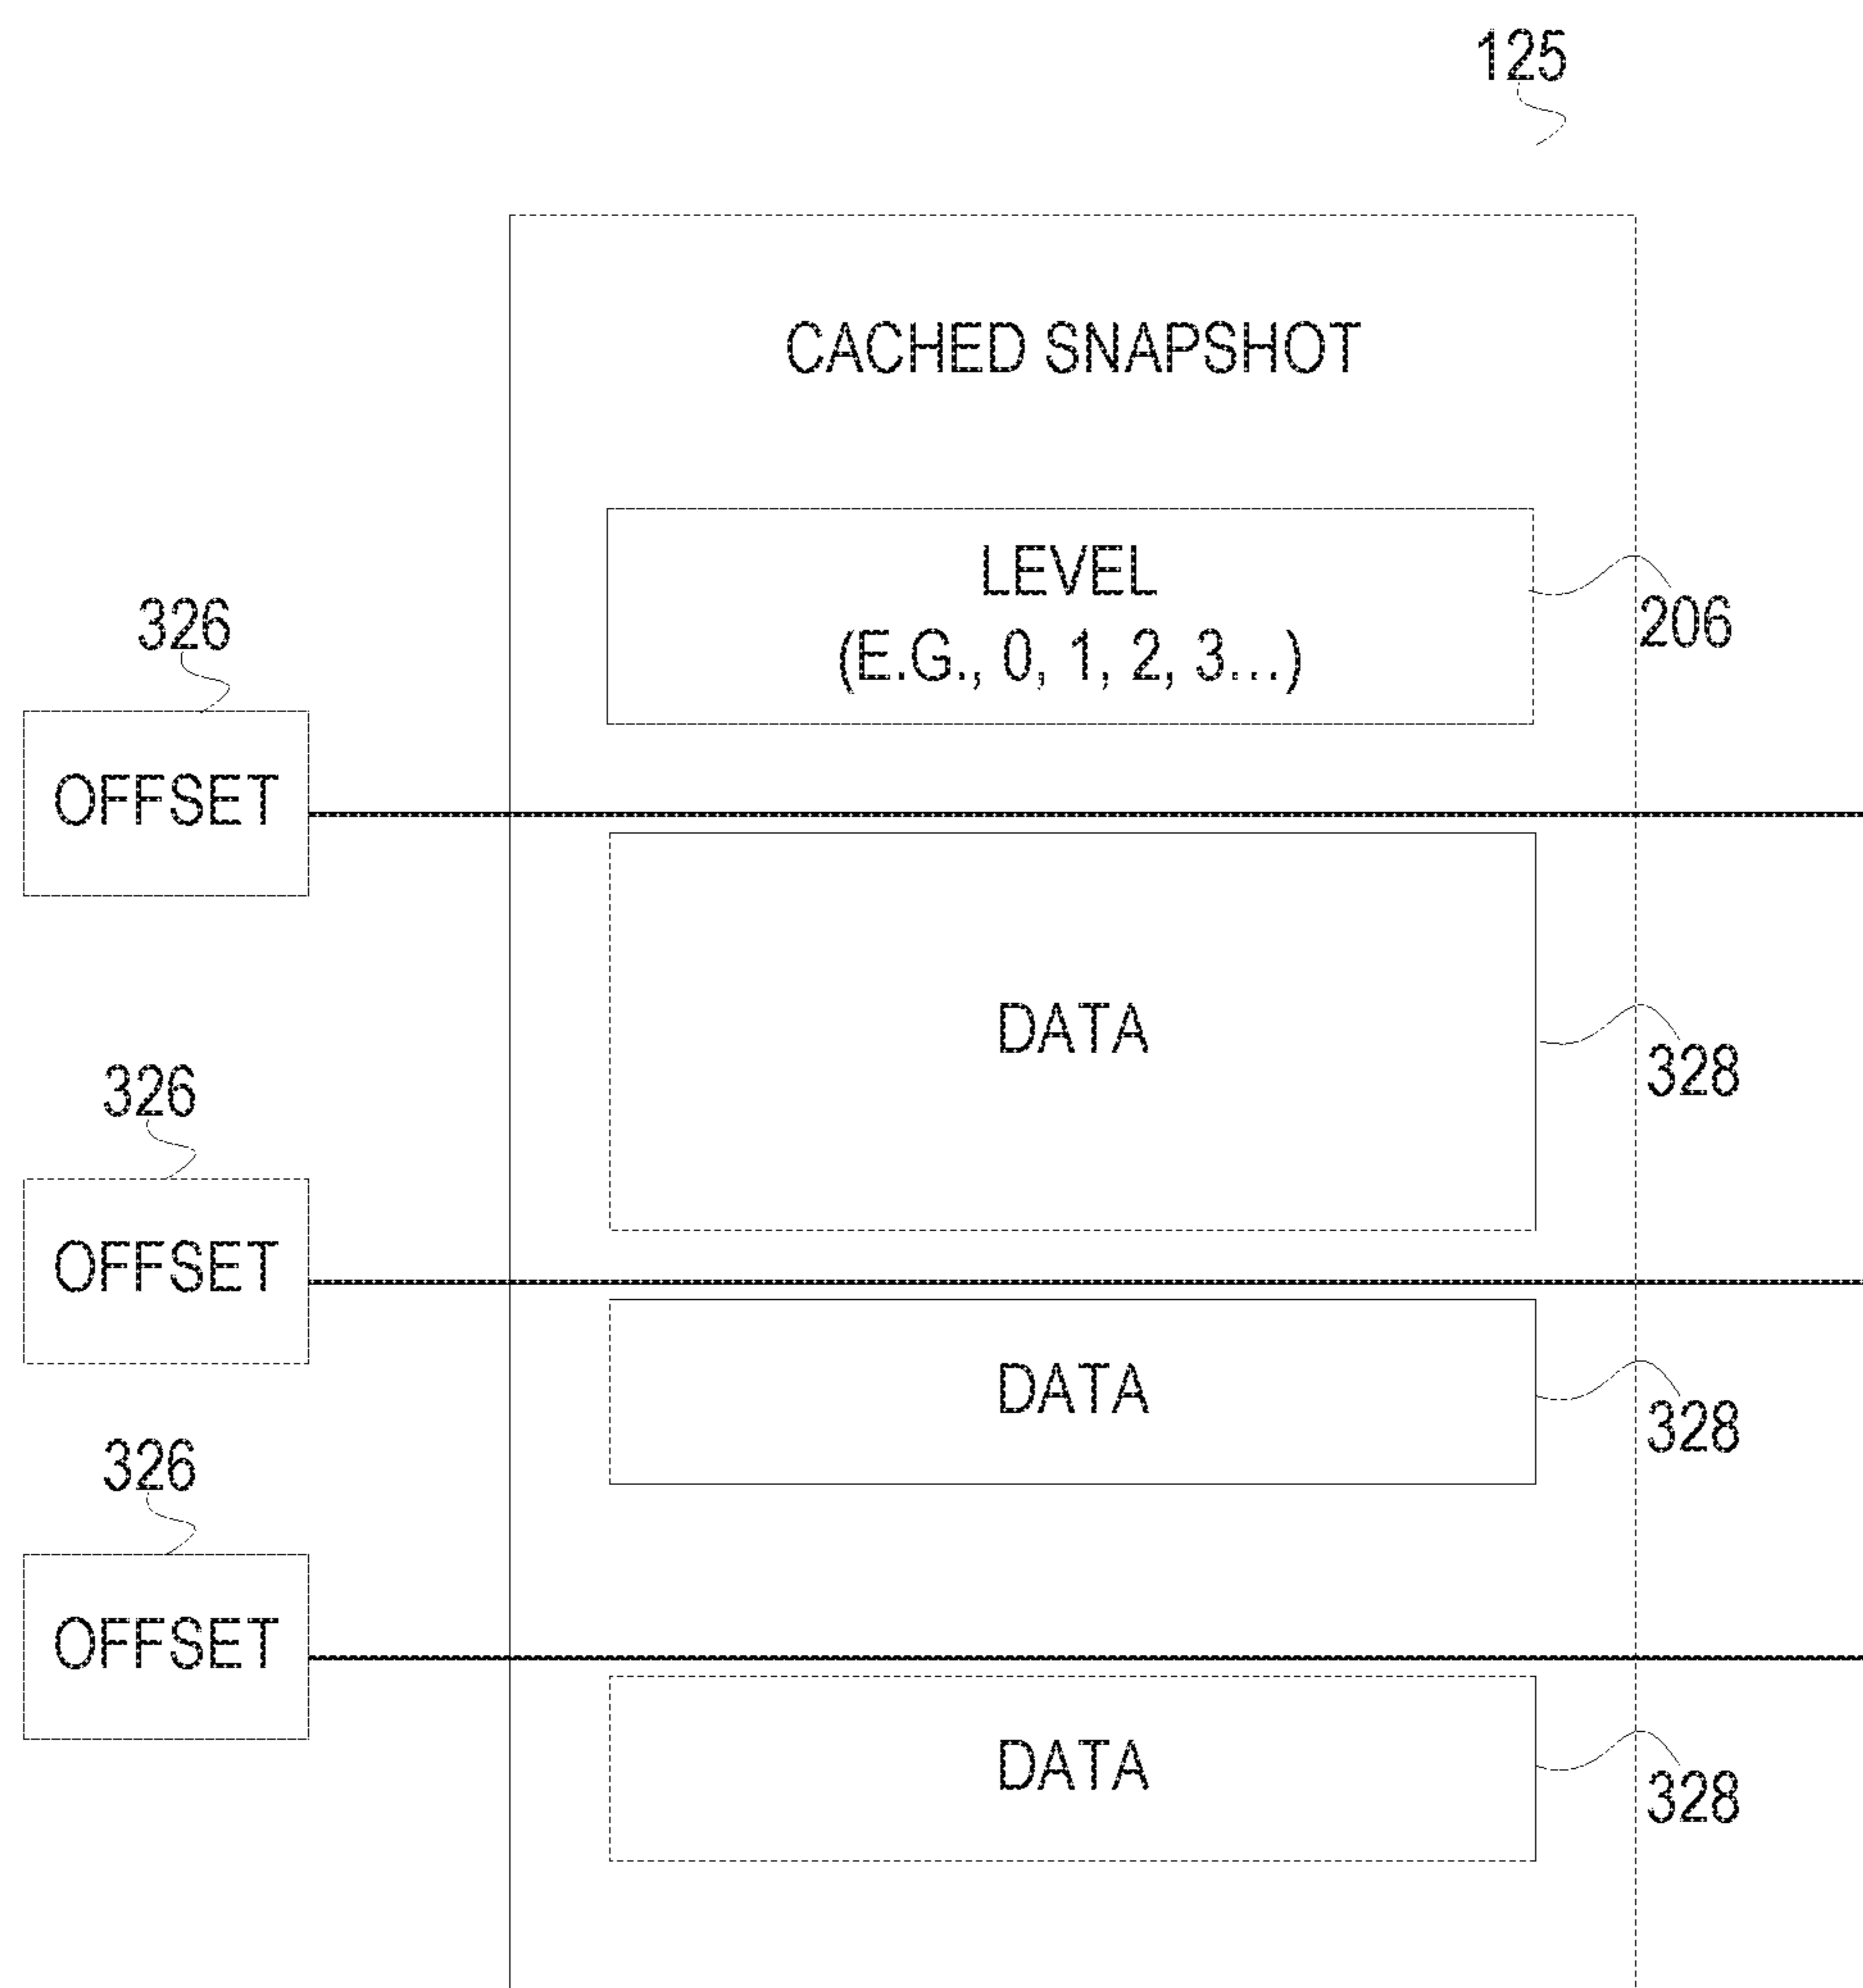 125
CACHED SNAPSHOT
LEVEL
(E.G., 0, 1, 2, 3...)
206
326
OFFSET
DATA
328
326
OFFSET
DATA
328
326
OFFSET
DATA
328